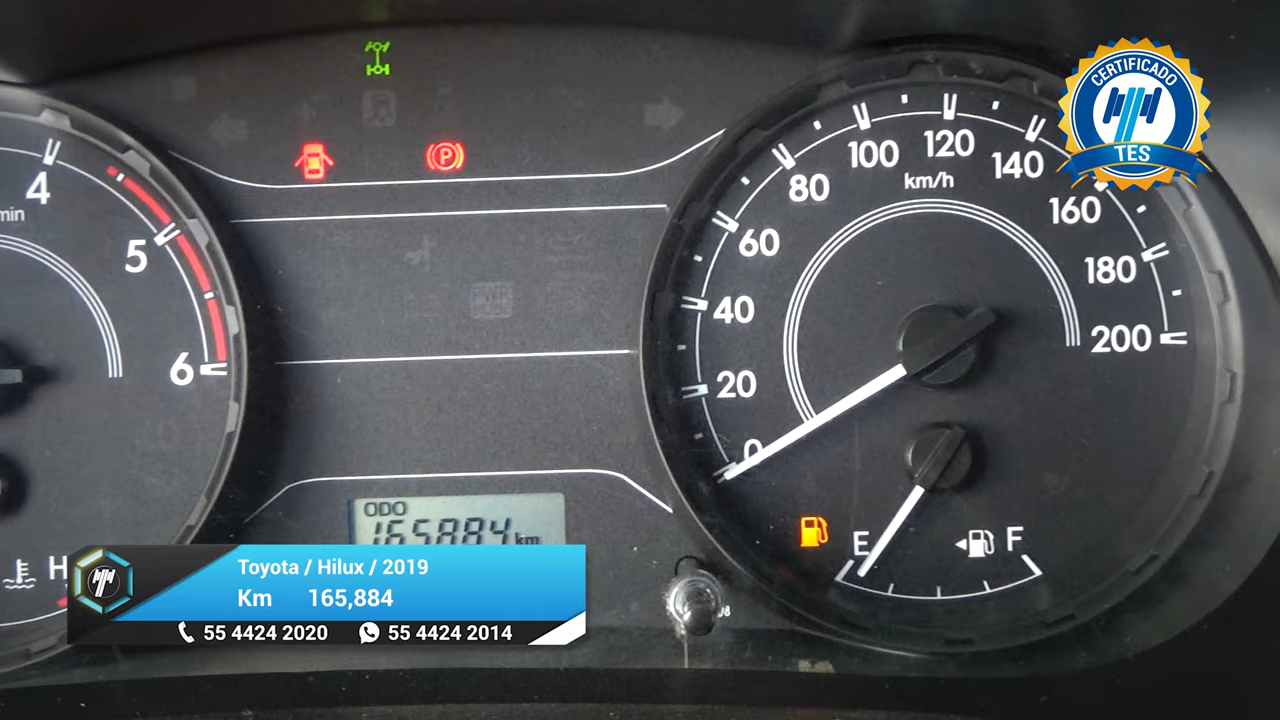 CERTIFICADO
TES
4
5
6
min
H
0
20
40
60
80
100
120
140
160
180
200
km/h
P
E
F
ODO
165884 km
Toyota / Hilux / 2019
Km 165,884
55 4424 2020
55 4424 2014